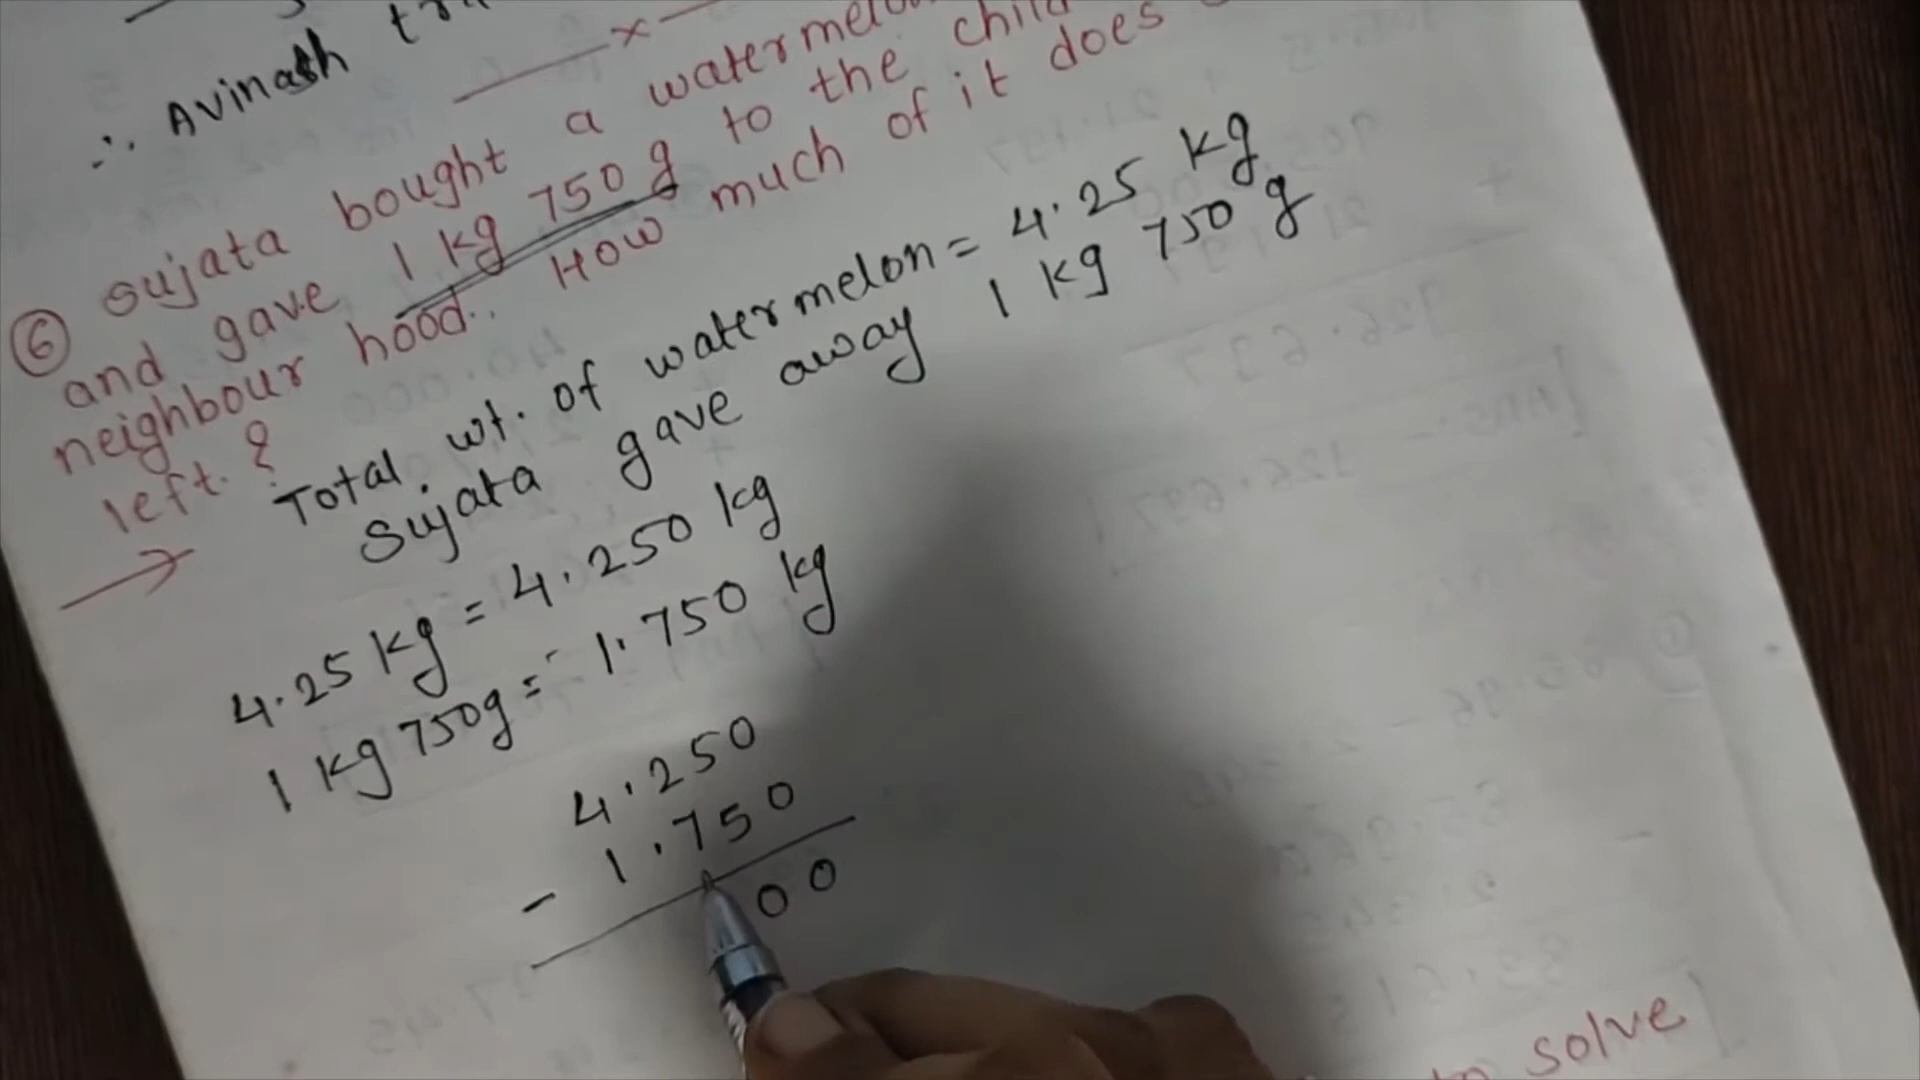 ∴ Avinash
×
⑥ Sujata bought a watermelon
and gave 1 kg 750 g to the child
neighbour hood. How much of it does
left. ?
→ Total wt. of watermelon = 4.25 kg
Sujata gave away 1 kg 750 g
4.25 kg = 4.250 kg
1 kg 750g = 1.750 kg
4.250
- 1.750
00
solve